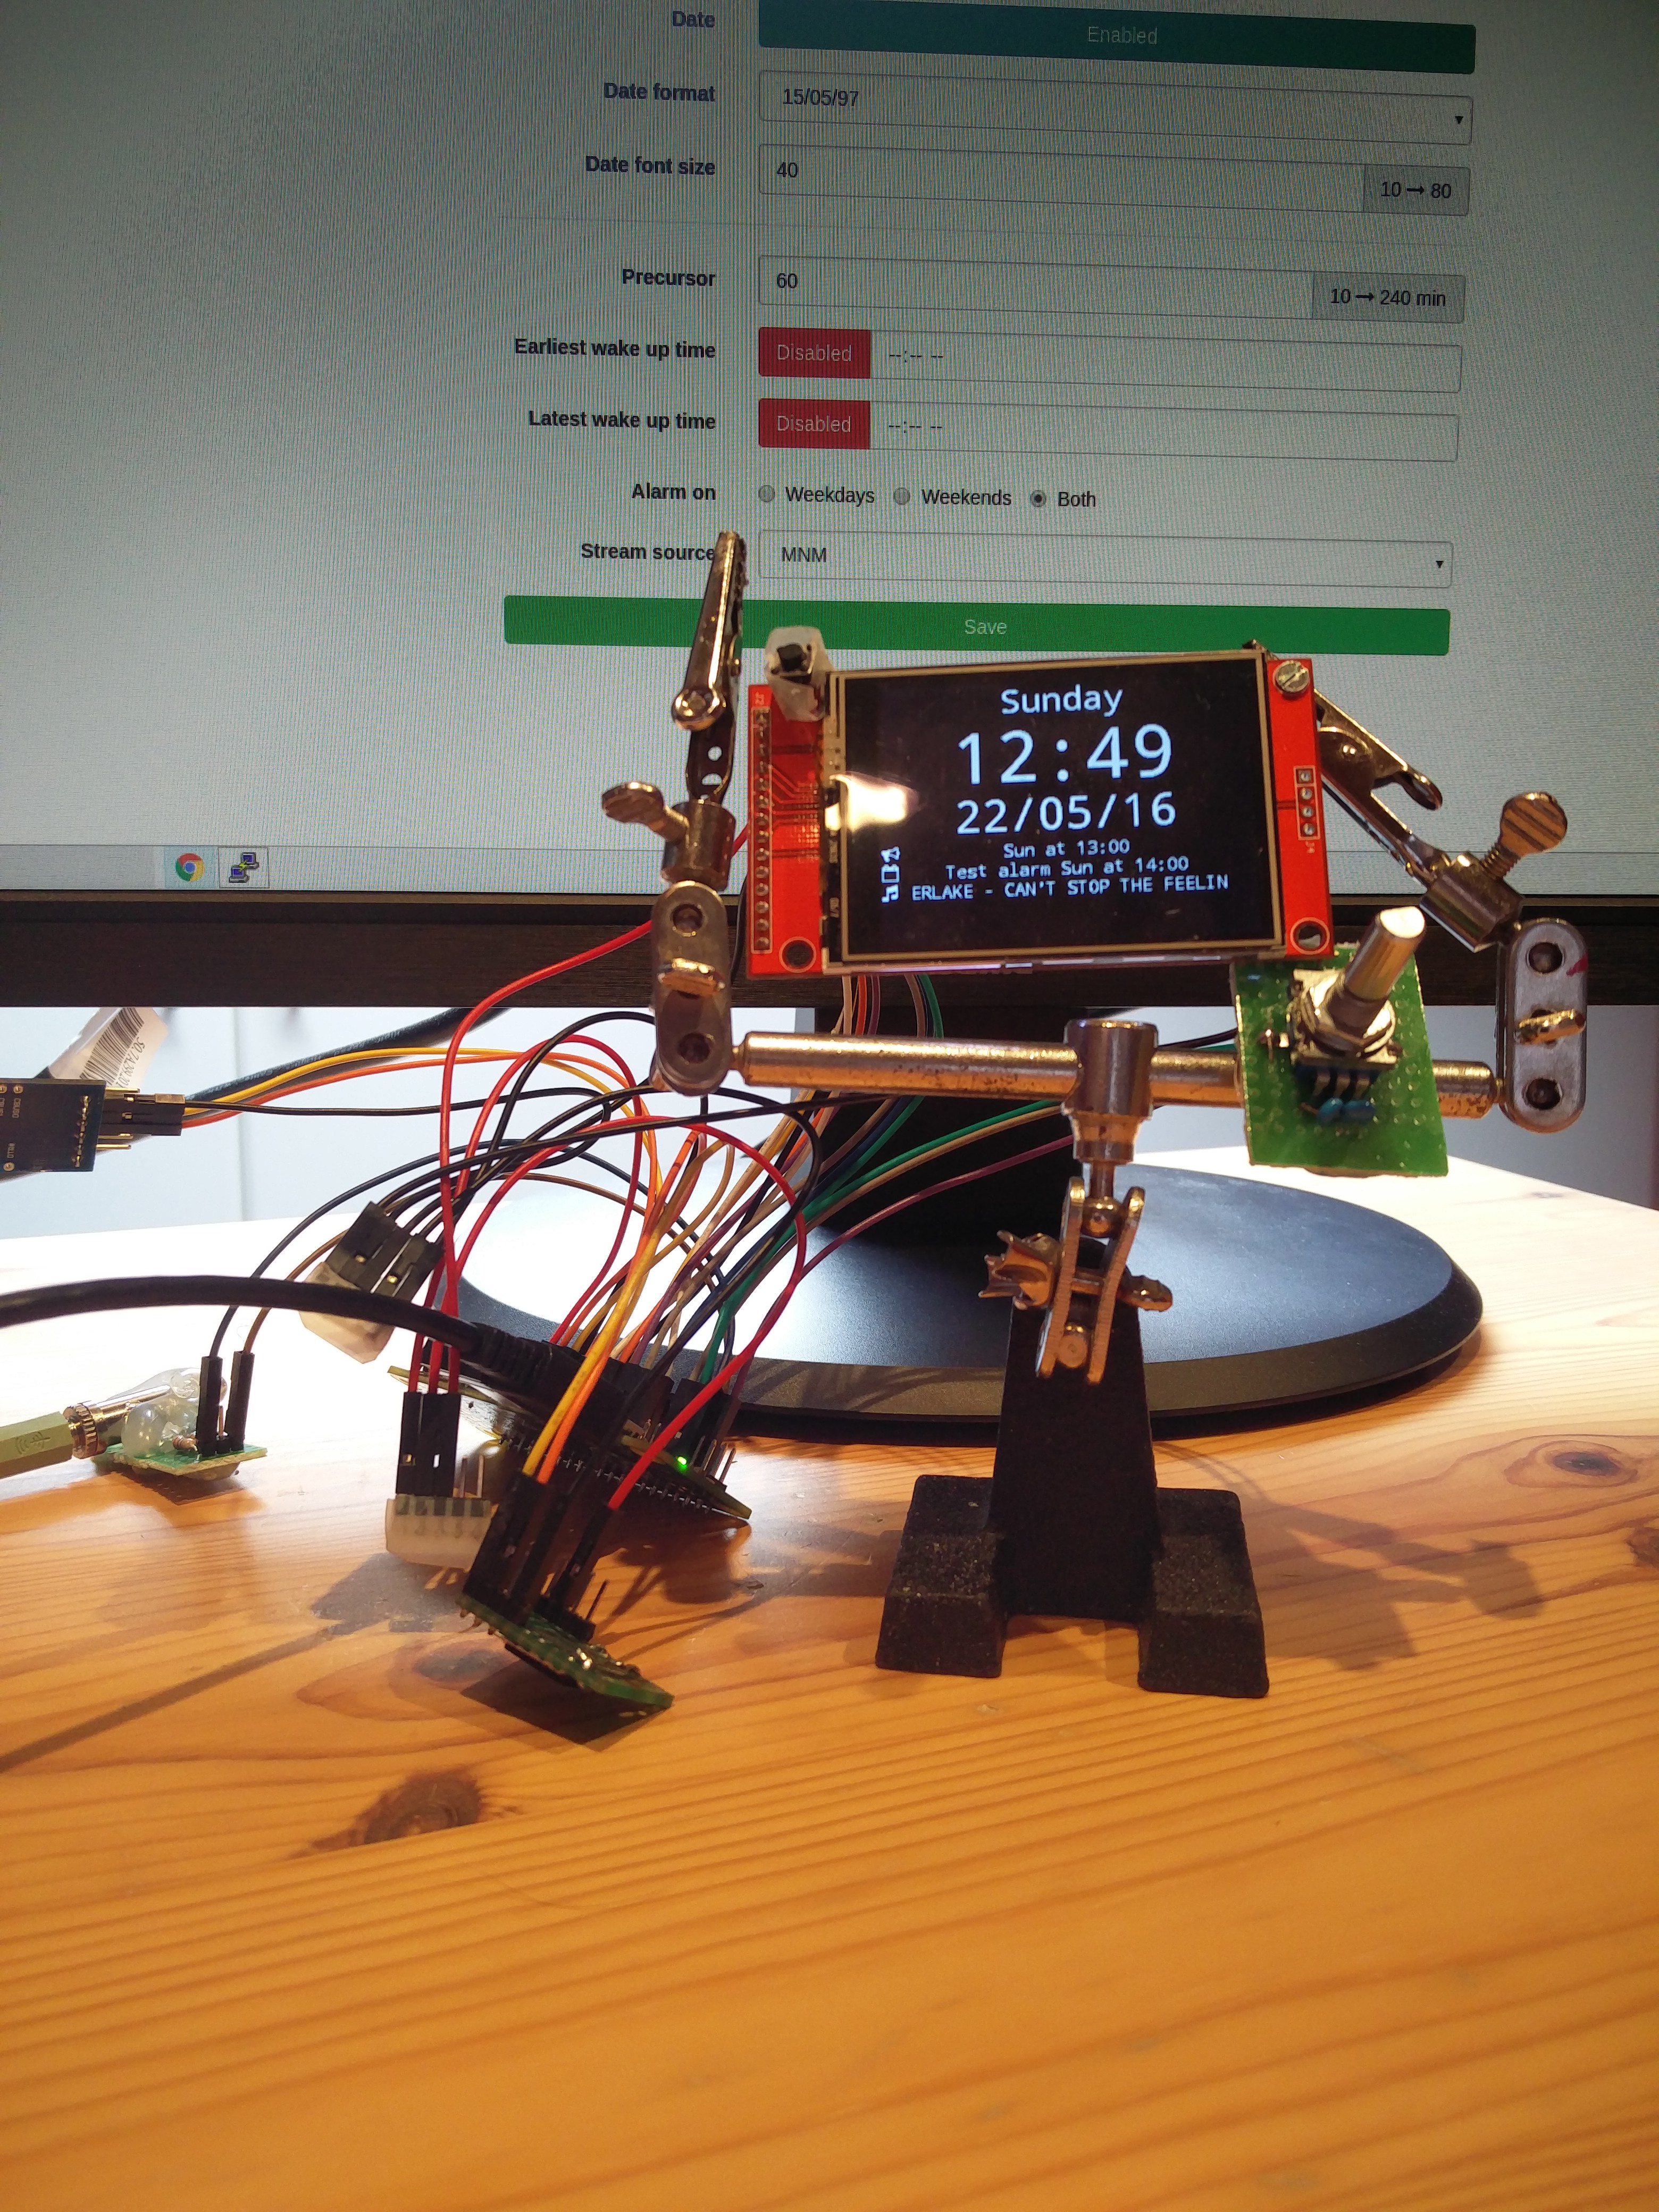 Date Enabled
Date format 15/05/97
Date font size 40 10 → 80
Precursor 60 10 → 240 min
Earliest wake up time Disabled --:-- --
Latest wake up time Disabled --:-- --
Alarm on Weekdays Weekends Both
Stream source MNM
Save
Sunday
12:49
22/05/16
Sun at 13:00
Test alarm Sun at 14:00
ERLAKE - CAN'T STOP THE FEELIN